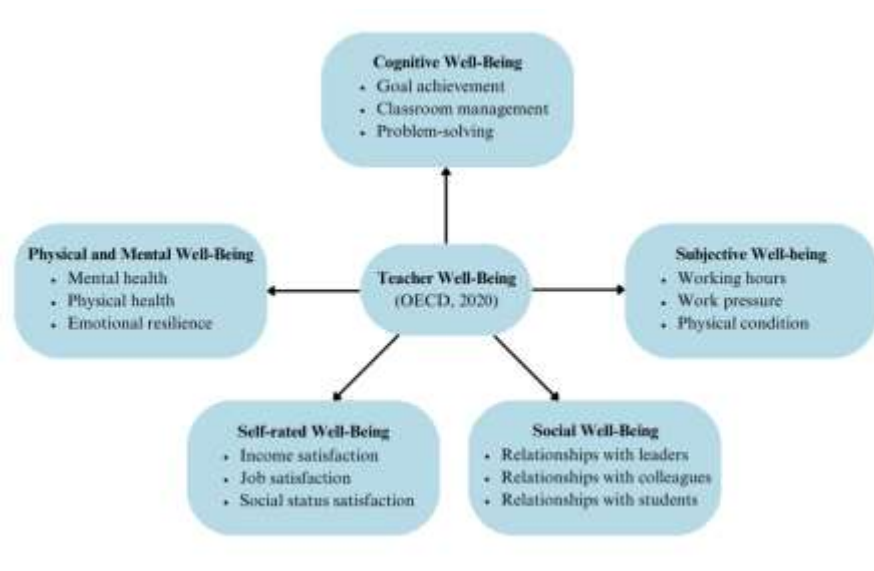 Cognitive Well-Being
• Goal achievement
• Classroom management
• Problem-solving
Physical and Mental Well-Being
• Mental health
• Physical health
• Emotional resilience
Teacher Well-Being
(OECD, 2020)
Subjective Well-being
• Working hours
• Work pressure
• Physical condition
Self-rated Well-Being
• Income satisfaction
• Job satisfaction
• Social status satisfaction
Social Well-Being
• Relationships with leaders
• Relationships with colleagues
• Relationships with students